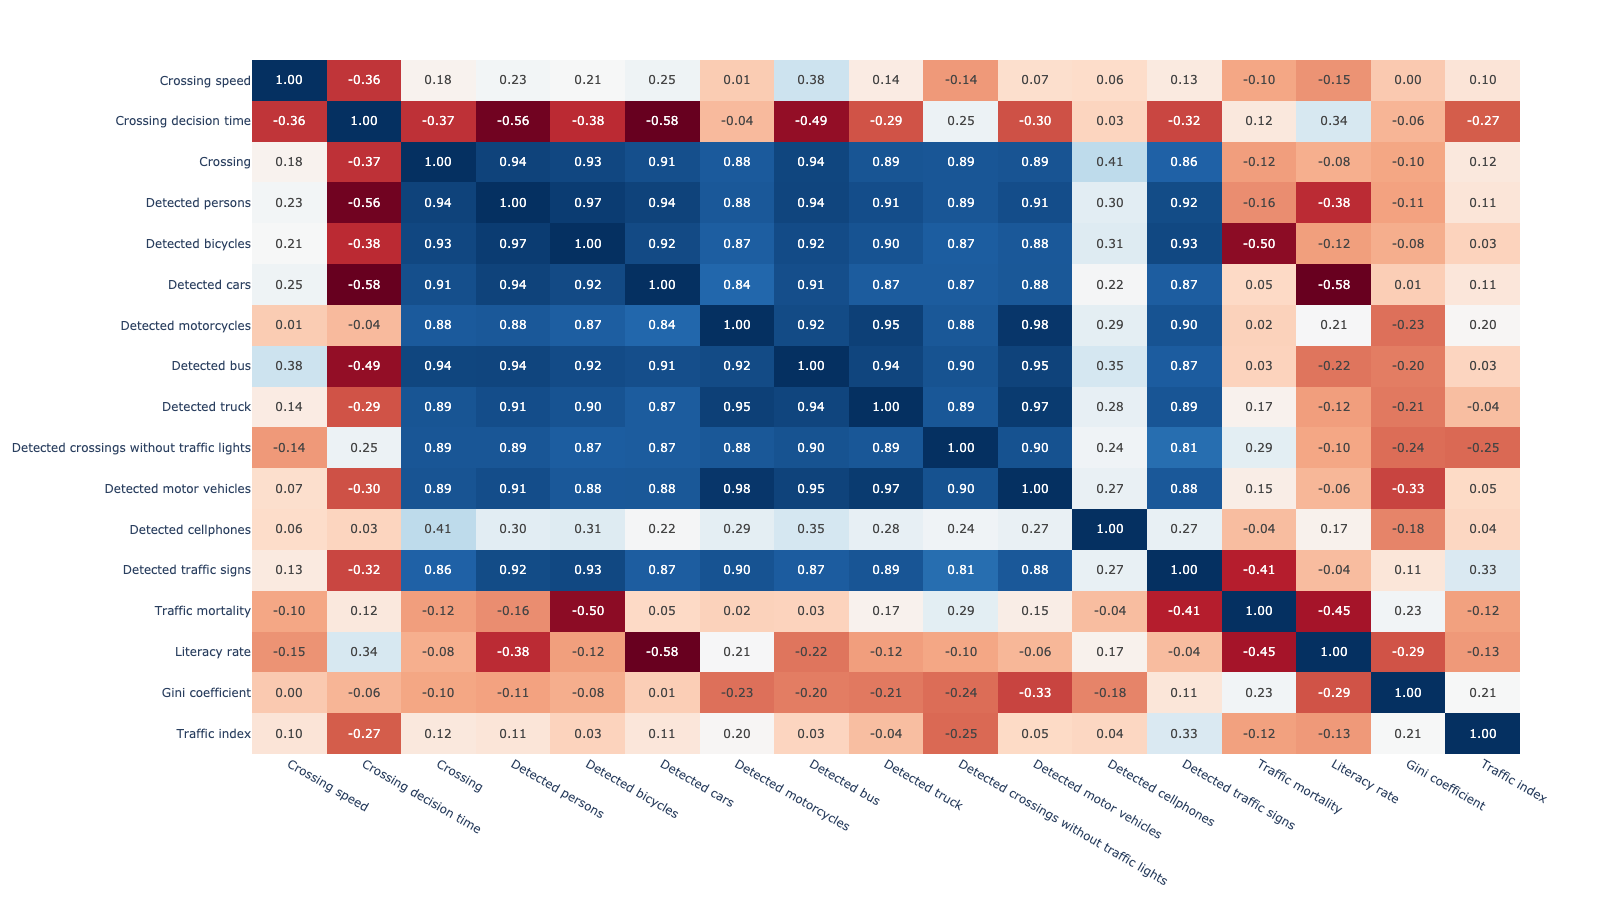 Crossing speed 1.00 -0.36 0.18 0.23 0.21 0.25 0.01 0.38 0.14 -0.14 0.07 0.06 0.13 -0.10 -0.15 0.00 0.10
Crossing decision time -0.36 1.00 -0.37 -0.56 -0.38 -0.58 -0.04 -0.49 -0.29 0.25 -0.30 0.03 -0.32 0.12 0.34 -0.06 -0.27
Crossing 0.18 -0.37 1.00 0.94 0.93 0.91 0.88 0.94 0.89 0.89 0.89 0.41 0.86 -0.12 -0.08 -0.10 0.12
Detected persons 0.23 -0.56 0.94 1.00 0.97 0.94 0.88 0.94 0.91 0.89 0.91 0.30 0.92 -0.16 -0.38 -0.11 0.11
Detected bicycles 0.21 -0.38 0.93 0.97 1.00 0.92 0.87 0.92 0.90 0.87 0.88 0.31 0.93 -0.50 -0.12 -0.08 0.03
Detected cars 0.25 -0.58 0.91 0.94 0.92 1.00 0.84 0.91 0.87 0.87 0.88 0.22 0.87 0.05 -0.58 0.01 0.11
Detected motorcycles 0.01 -0.04 0.88 0.88 0.87 0.84 1.00 0.92 0.95 0.88 0.98 0.29 0.90 0.02 0.21 -0.23 0.20
Detected bus 0.38 -0.49 0.94 0.94 0.92 0.91 0.92 1.00 0.94 0.90 0.95 0.35 0.87 0.03 -0.22 -0.20 0.03
Detected truck 0.14 -0.29 0.89 0.91 0.90 0.87 0.95 0.94 1.00 0.89 0.97 0.28 0.89 0.17 -0.12 -0.21 -0.04
Detected crossings without traffic lights -0.14 0.25 0.89 0.89 0.87 0.87 0.88 0.90 0.89 1.00 0.90 0.24 0.81 0.29 -0.10 -0.24 -0.25
Detected motor vehicles 0.07 -0.30 0.89 0.91 0.88 0.88 0.98 0.95 0.97 0.90 1.00 0.27 0.88 0.15 -0.06 -0.33 0.05
Detected cellphones 0.06 0.03 0.41 0.30 0.31 0.22 0.29 0.35 0.28 0.24 0.27 1.00 0.27 -0.04 0.17 -0.18 0.04
Detected traffic signs 0.13 -0.32 0.86 0.92 0.93 0.87 0.90 0.87 0.89 0.81 0.88 0.27 1.00 -0.41 -0.04 0.11 0.33
Traffic mortality -0.10 0.12 -0.12 -0.16 -0.50 0.05 0.02 0.03 0.17 0.29 0.15 -0.04 -0.41 1.00 -0.45 0.23 -0.12
Literacy rate -0.15 0.34 -0.08 -0.38 -0.12 -0.58 0.21 -0.22 -0.12 -0.10 -0.06 0.17 -0.04 -0.45 1.00 -0.29 -0.13
Gini coefficient 0.00 -0.06 -0.10 -0.11 -0.08 0.01 -0.23 -0.20 -0.21 -0.24 -0.33 -0.18 0.11 0.23 -0.29 1.00 0.21
Traffic index 0.10 -0.27 0.12 0.11 0.03 0.11 0.20 0.03 -0.04 -0.25 0.05 0.04 0.33 -0.12 -0.13 0.21 1.00
Crossing speed
Crossing decision time
Crossing
Detected persons
Detected bicycles
Detected cars
Detected motorcycles
Detected bus
Detected truck
Detected crossings without traffic lights
Detected motor vehicles
Detected cellphones
Detected traffic signs
Traffic mortality
Literacy rate
Gini coefficient
Traffic index